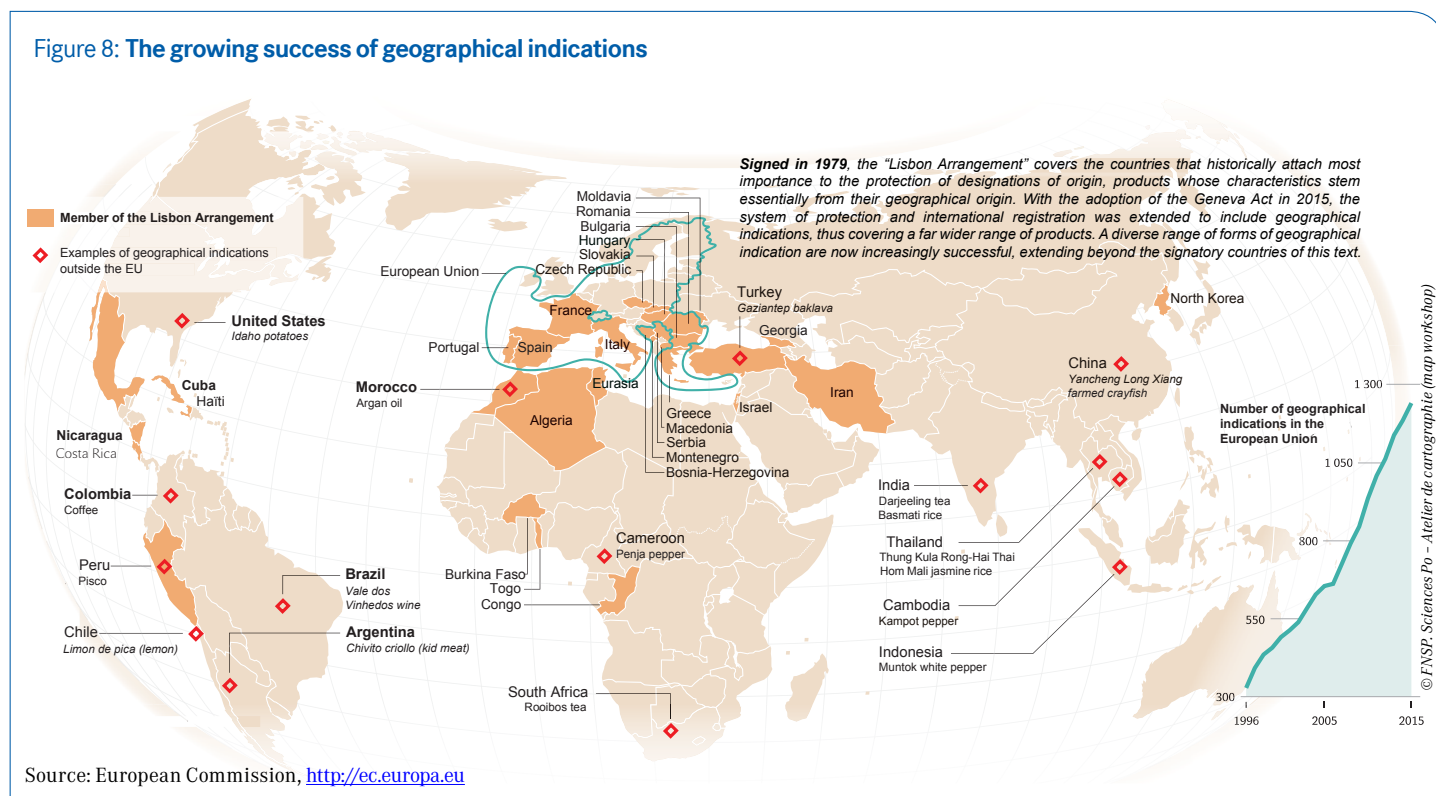 Figure 8: The growing success of geographical indications
Signed in 1979, the “Lisbon Arrangement” covers the countries that historically attach most
importance to the protection of designations of origin, products whose characteristics stem
essentially from their geographical origin. With the adoption of the Geneva Act in 2015, the
system of protection and international registration was extended to include geographical
indications, thus covering a far wider range of products. A diverse range of forms of geographical
indication are now increasingly successful, extending beyond the signatory countries of this text.
Member of the Lisbon Arrangement
Examples of geographical indications
outside the EU
Moldavia
Romania
Bulgaria
Hungary
Slovakia
Czech Republic
European Union
France
Portugal
Spain
Italy
Turkey
Gaziantep baklava
Georgia
North Korea
United States
Idaho potatoes
Cuba
Haïti
Morocco
Argan oil
Algeria
Eurasia
Greece
Macedonia
Serbia
Montenegro
Bosnia-Herzegovina
Israel
Iran
China
Yancheng Long Xiang
farmed crayfish
Nicaragua
Costa Rica
Colombia
Coffee
Peru
Pisco
Chile
Limon de pica (lemon)
Brazil
Vale dos
Vinhedos wine
Argentina
Chivito criollo (kid meat)
Cameroon
Penja pepper
Burkina Faso
Togo
Congo
South Africa
Rooibos tea
India
Darjeeling tea
Basmati rice
Thailand
Thung Kula Rong-Hai Thai
Hom Mali jasmine rice
Cambodia
Kampot pepper
Indonesia
Muntok white pepper
Number of geographical
indications in the
European Union
1 300
1 050
800
550
300
1996
2005
2015
© FNSP. Sciences Po – Atelier de cartographie (map workshop)
Source: European Commission, http://ec.europa.eu